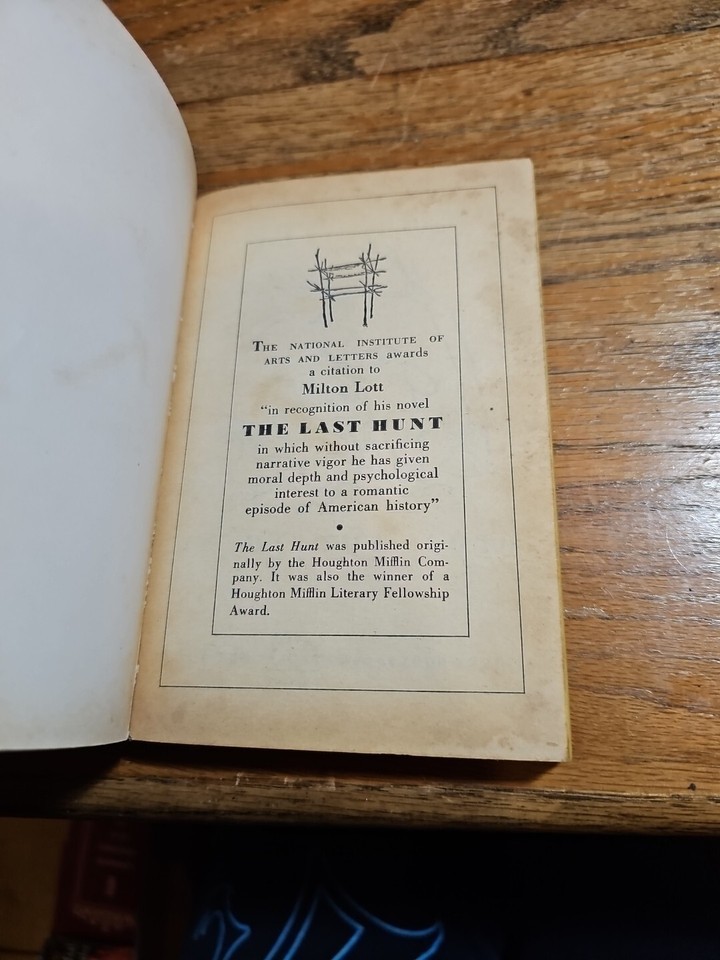 THE NATIONAL INSTITUTE OF
ARTS AND LETTERS awards
a citation to
Milton Lott
“in recognition of his novel
THE LAST HUNT
in which without sacrificing
narrative vigor he has given
moral depth and psychological
interest to a romantic
episode of American history”
•
The Last Hunt was published origi-
nally by the Houghton Mifflin Com-
pany. It was also the winner of a
Houghton Mifflin Literary Fellowship
Award.